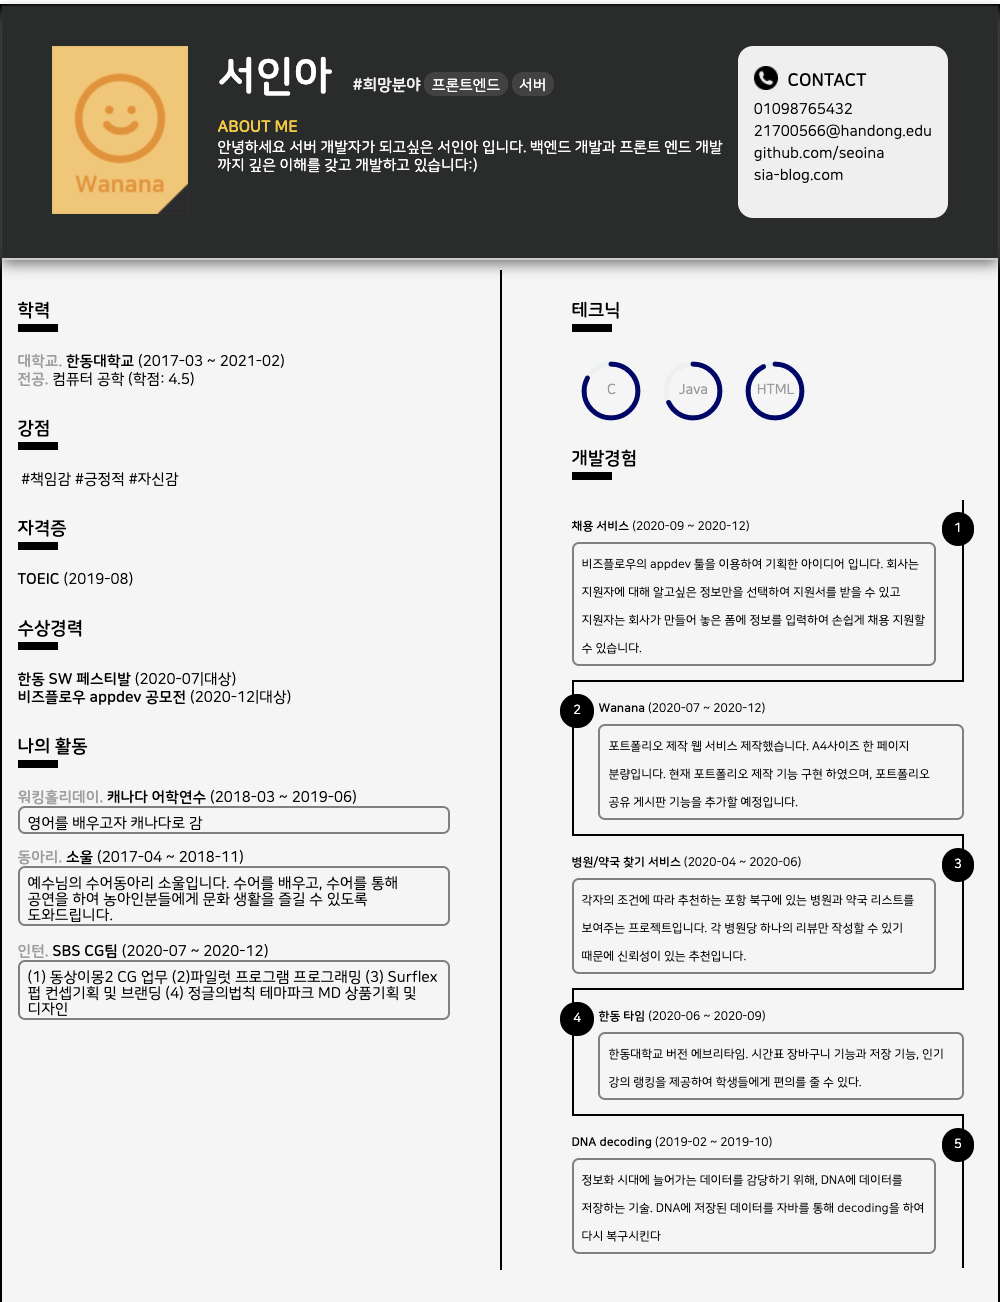 Wanana
서인아 #희망분야 프론트엔드 서버
ABOUT ME
안녕하세요 서버 개발자가 되고싶은 서인아 입니다. 백엔드 개발과 프론트 엔드 개발
까지 깊은 이해를 갖고 개발하고 있습니다:)
CONTACT
01098765432
21700566@handong.edu
github.com/seoina
sia-blog.com
학력
대학교. 한동대학교 (2017-03 ~ 2021-02)
전공. 컴퓨터 공학 (학점: 4.5)
강점
#책임감 #긍정적 #자신감
자격증
TOEIC (2019-08)
수상경력
한동 SW 페스티발 (2020-07|대상)
비즈플로우 appdev 공모전 (2020-12|대상)
나의 활동
워킹홀리데이. 캐나다 어학연수 (2018-03 ~ 2019-06)
영어를 배우고자 캐나다로 감
동아리. 소울 (2017-04 ~ 2018-11)
예수님의 수어동아리 소울입니다. 수어를 배우고, 수어를 통해
공연을 하여 농아인분들에게 문화 생활을 즐길 수 있도록
도와드립니다.
인턴. SBS CG팀 (2020-07 ~ 2020-12)
(1) 동상이몽2 CG 업무 (2)파일럿 프로그램 프로그래밍 (3) Surflex
펍 컨셉기획 및 브랜딩 (4) 정글의법칙 테마파크 MD 상품기획 및
디자인
테크닉
C Java HTML
개발경험
채용 서비스 (2020-09 ~ 2020-12) 1
비즈플로우의 appdev 툴을 이용하여 기획한 아이디어 입니다. 회사는
지원자에 대해 알고싶은 정보만을 선택하여 지원서를 받을 수 있고
지원자는 회사가 만들어 놓은 폼에 정보를 입력하여 손쉽게 채용 지원할
수 있습니다.
2 Wanana (2020-07 ~ 2020-12)
포트폴리오 제작 웹 서비스 제작했습니다. A4사이즈 한 페이지
분량입니다. 현재 포트폴리오 제작 기능 구현 하였으며, 포트폴리오
공유 게시판 기능을 추가할 예정입니다.
병원/약국 찾기 서비스 (2020-04 ~ 2020-06) 3
각자의 조건에 따라 추천하는 포항 북구에 있는 병원과 약국 리스트를
보여주는 프로젝트입니다. 각 병원당 하나의 리뷰만 작성할 수 있기
때문에 신뢰성이 있는 추천입니다.
4 한동 타임 (2020-06 ~ 2020-09)
한동대학교 버전 에브리타임. 시간표 장바구니 기능과 저장 기능, 인기
강의 랭킹을 제공하여 학생들에게 편의를 줄 수 있다.
DNA decoding (2019-02 ~ 2019-10) 5
정보화 시대에 늘어가는 데이터를 감당하기 위해, DNA에 데이터를
저장하는 기술. DNA에 저장된 데이터를 자바를 통해 decoding을 하여
다시 복구시킨다